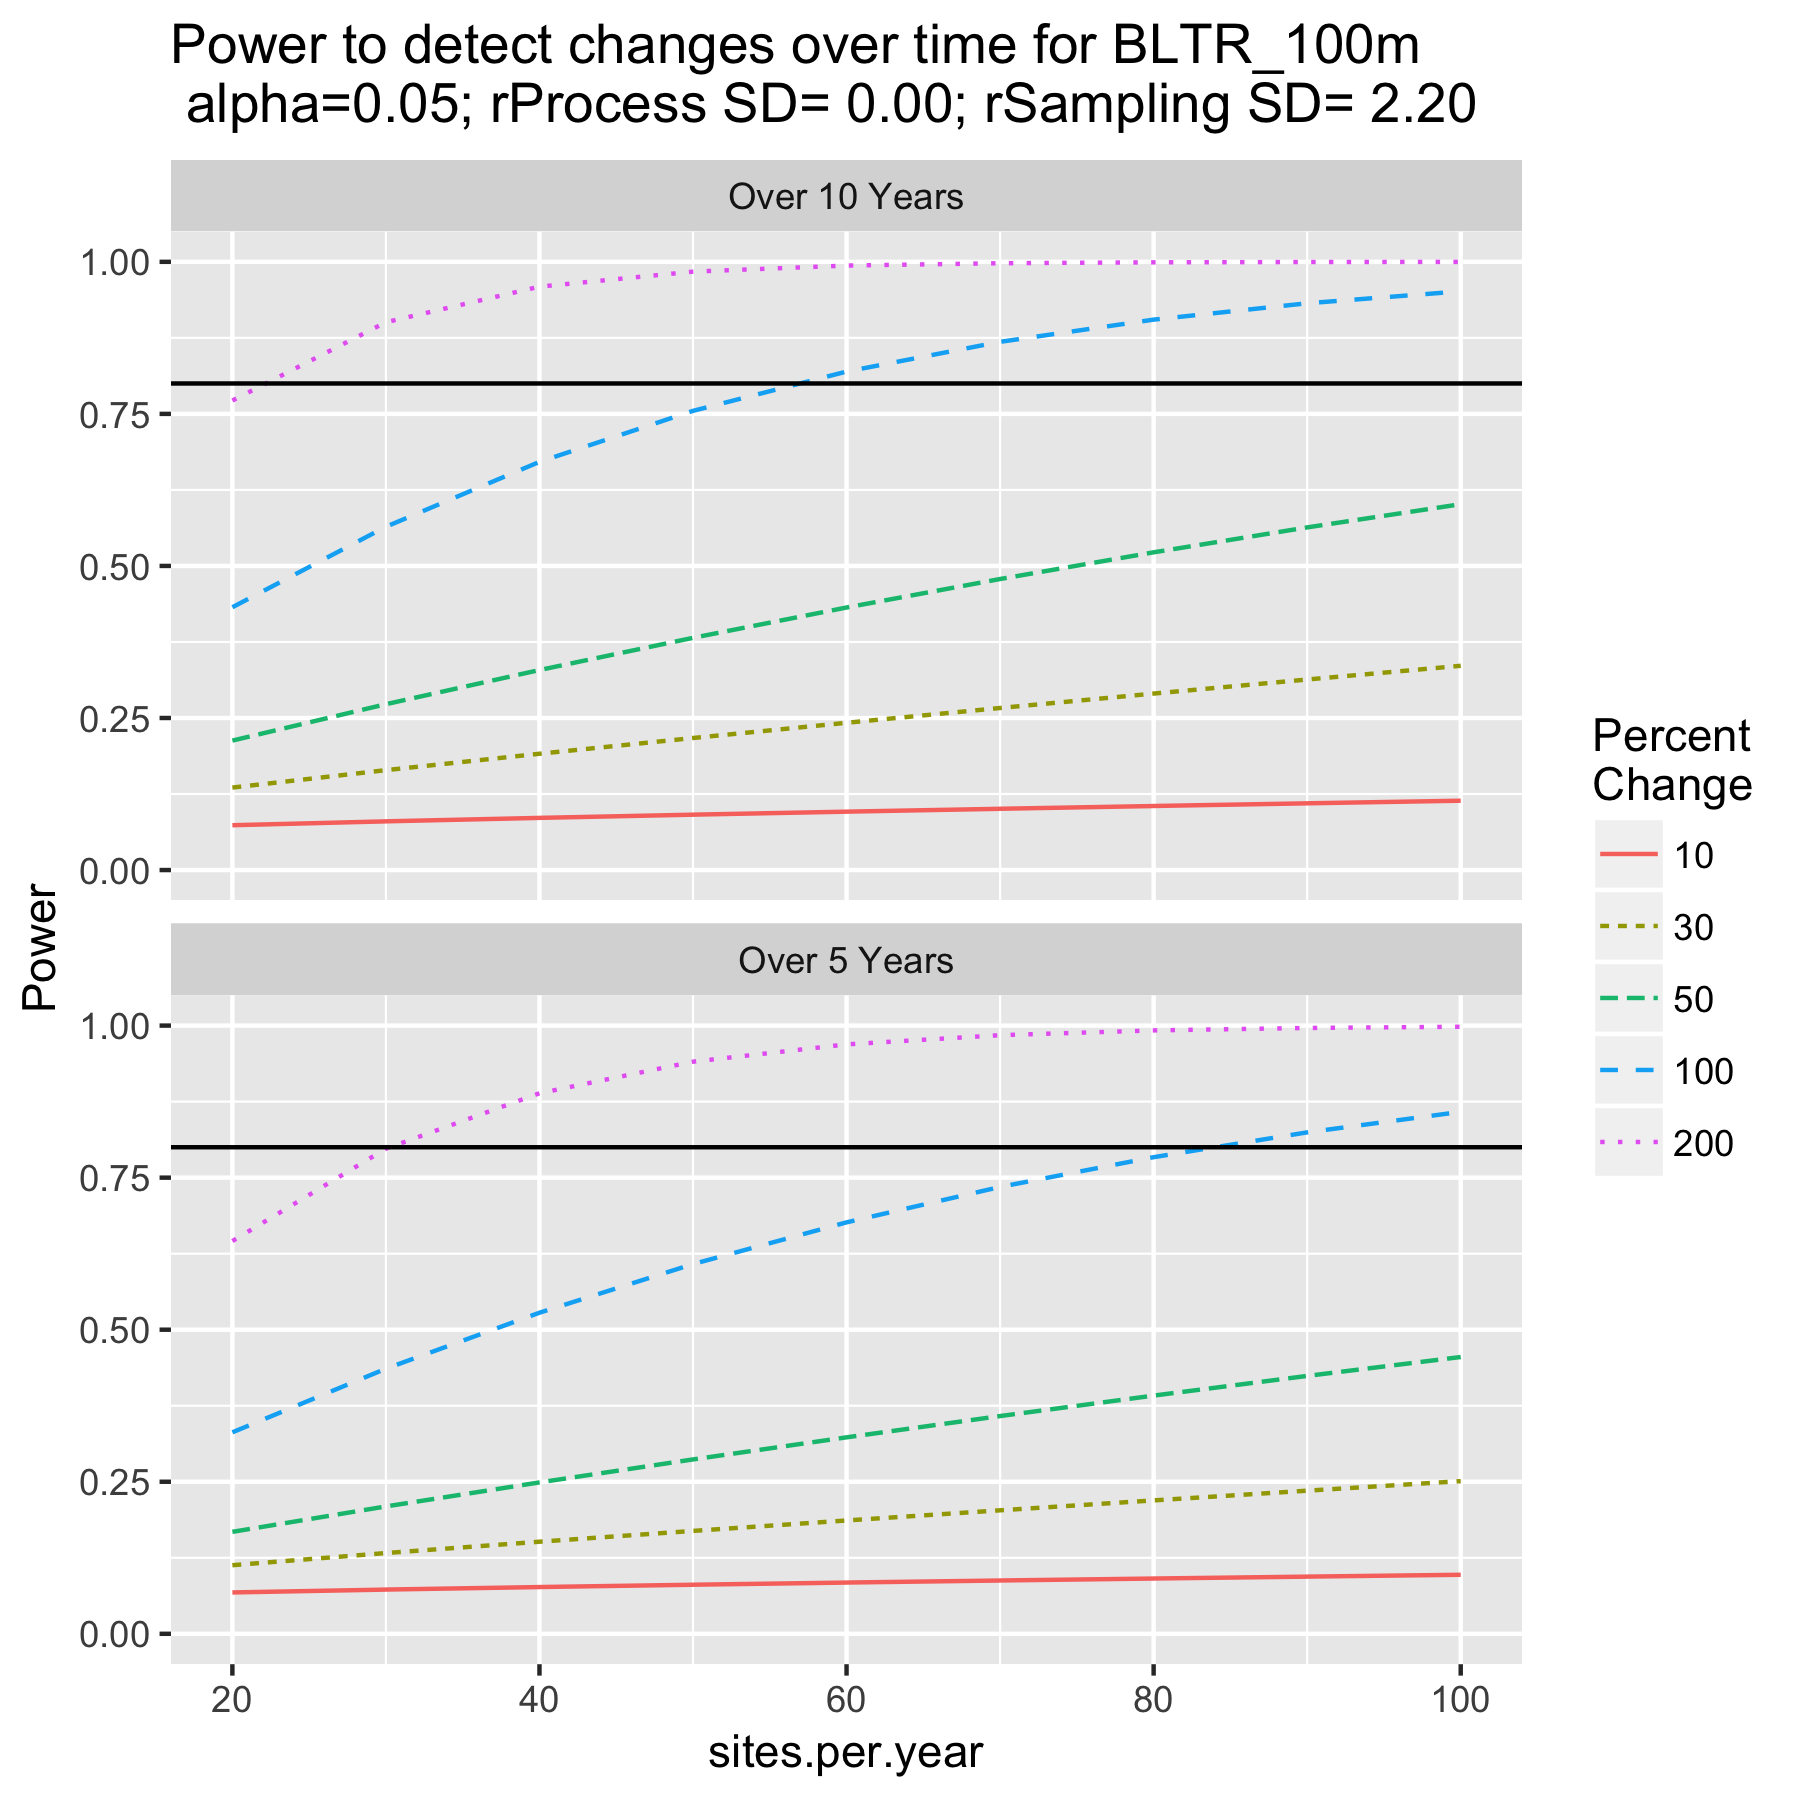 Power to detect changes over time for BLTR_100m
alpha=0.05; rProcess SD= 0.00; rSampling SD= 2.20
Over 10 Years
1.00
0.75
0.50
0.25
0.00
Power
Over 5 Years
1.00
0.75
0.50
0.25
0.00
20 40 60 80 100
sites.per.year
Percent
Change
10
30
50
100
200